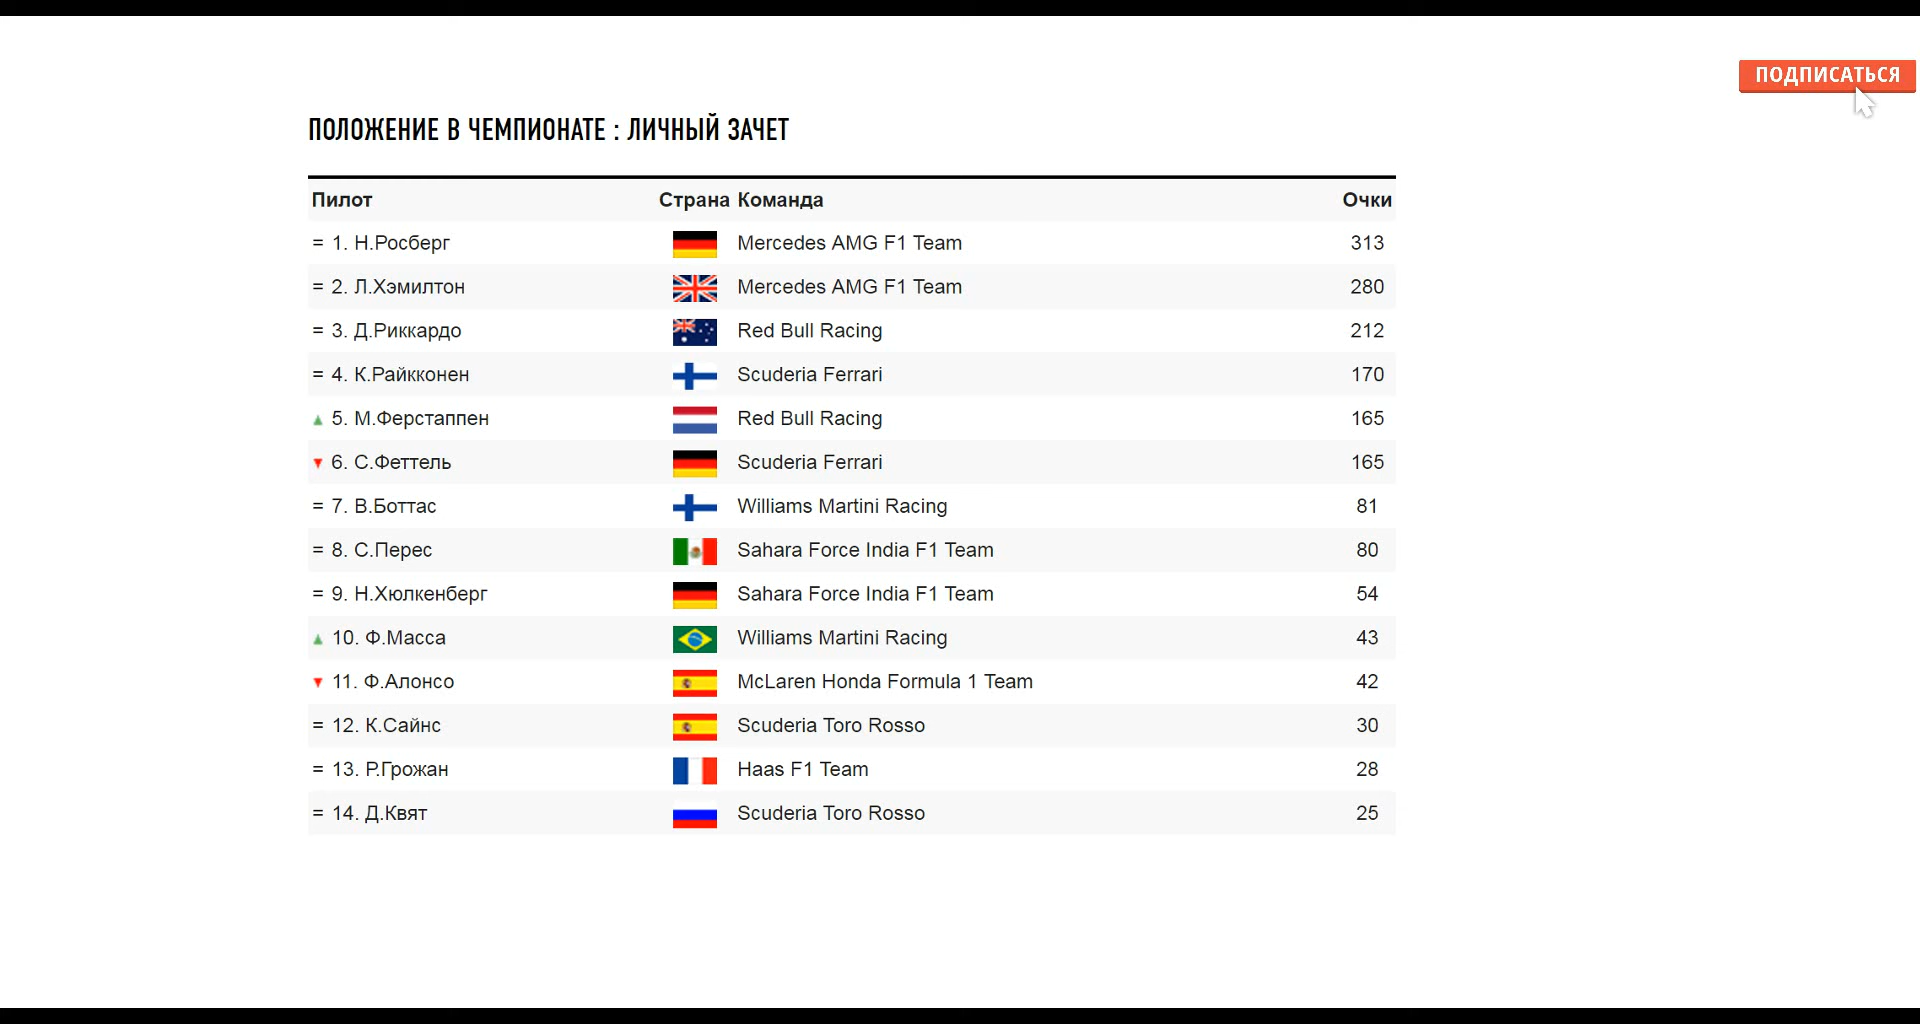 ПОДПИСАТЬСЯ
ПОЛОЖЕНИЕ В ЧЕМПИОНАТЕ : ЛИЧНЫЙ ЗАЧЕТ
Пилот Страна Команда Очки
= 1. Н.Росберг Mercedes AMG F1 Team 313
= 2. Л.Хэмилтон Mercedes AMG F1 Team 280
= 3. Д.Риккардо Red Bull Racing 212
= 4. К.Райкконен Scuderia Ferrari 170
▲ 5. М.Ферстаппен Red Bull Racing 165
▼ 6. С.Феттель Scuderia Ferrari 165
= 7. В.Боттас Williams Martini Racing 81
= 8. С.Перес Sahara Force India F1 Team 80
= 9. Н.Хюлкенберг Sahara Force India F1 Team 54
▲ 10. Ф.Масса Williams Martini Racing 43
▼ 11. Ф.Алонсо McLaren Honda Formula 1 Team 42
= 12. К.Сайнс Scuderia Toro Rosso 30
= 13. Р.Грожан Haas F1 Team 28
= 14. Д.Квят Scuderia Toro Rosso 25